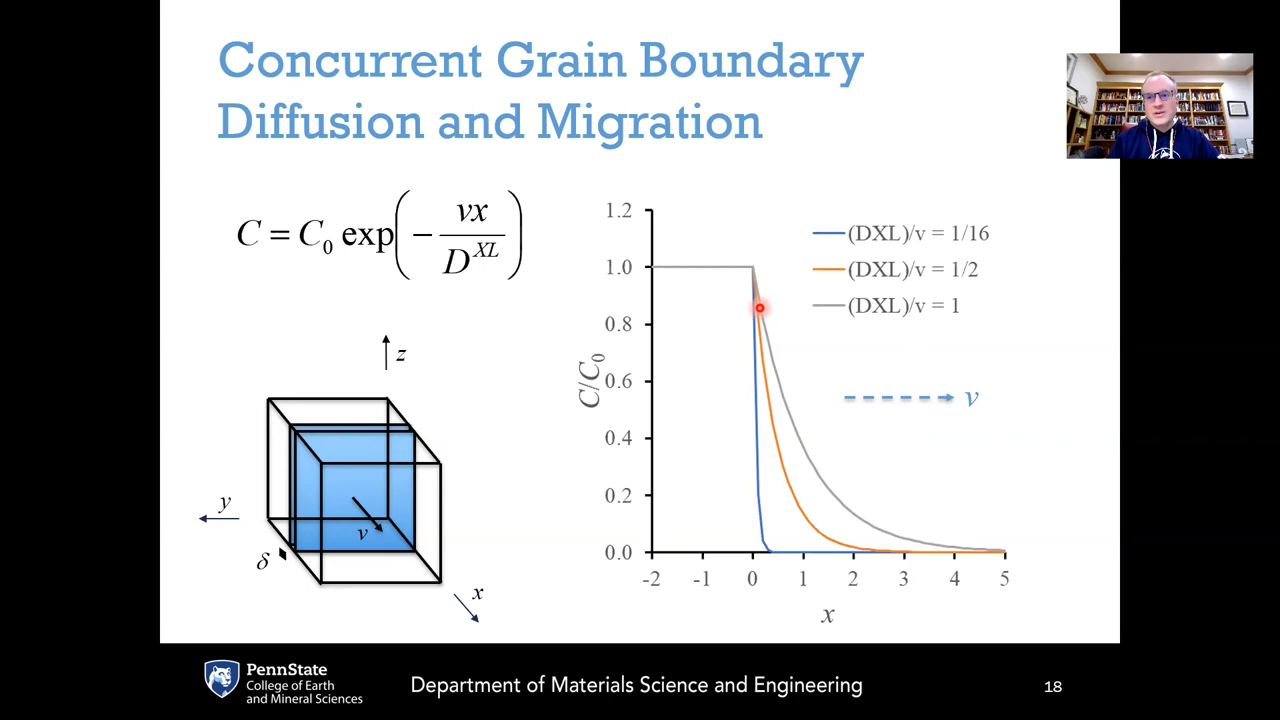 Concurrent Grain Boundary
Diffusion and Migration
C = C₀ exp(− vx / D^XL)
z
y
v
δ
x
1.2
1.0
0.8
0.6
0.4
0.2
0.0
C/C₀
-2 -1 0 1 2 3 4 5
x
(DXL)/v = 1/16
(DXL)/v = 1/2
(DXL)/v = 1
v
PennState
College of Earth
and Mineral Sciences
Department of Materials Science and Engineering
18